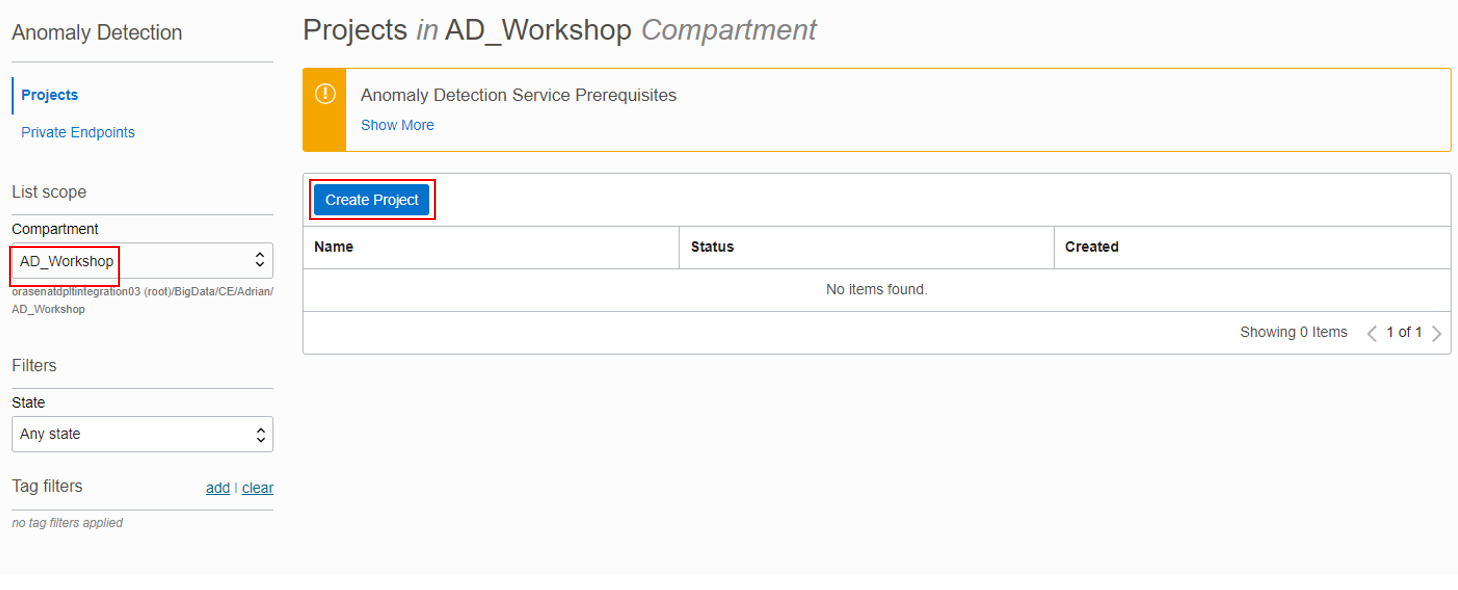 Anomaly Detection
Projects
Private Endpoints
List scope
Compartment
AD_Workshop
orasenatdpltintegration03 (root)/BigData/CE/Adrian/
AD_Workshop
Filters
State
Any state
Tag filters add | clear
no tag filters applied
Projects in AD_Workshop Compartment
Anomaly Detection Service Prerequisites
Show More
Create Project
Name Status Created
No items found.
Showing 0 Items < 1 of 1 >